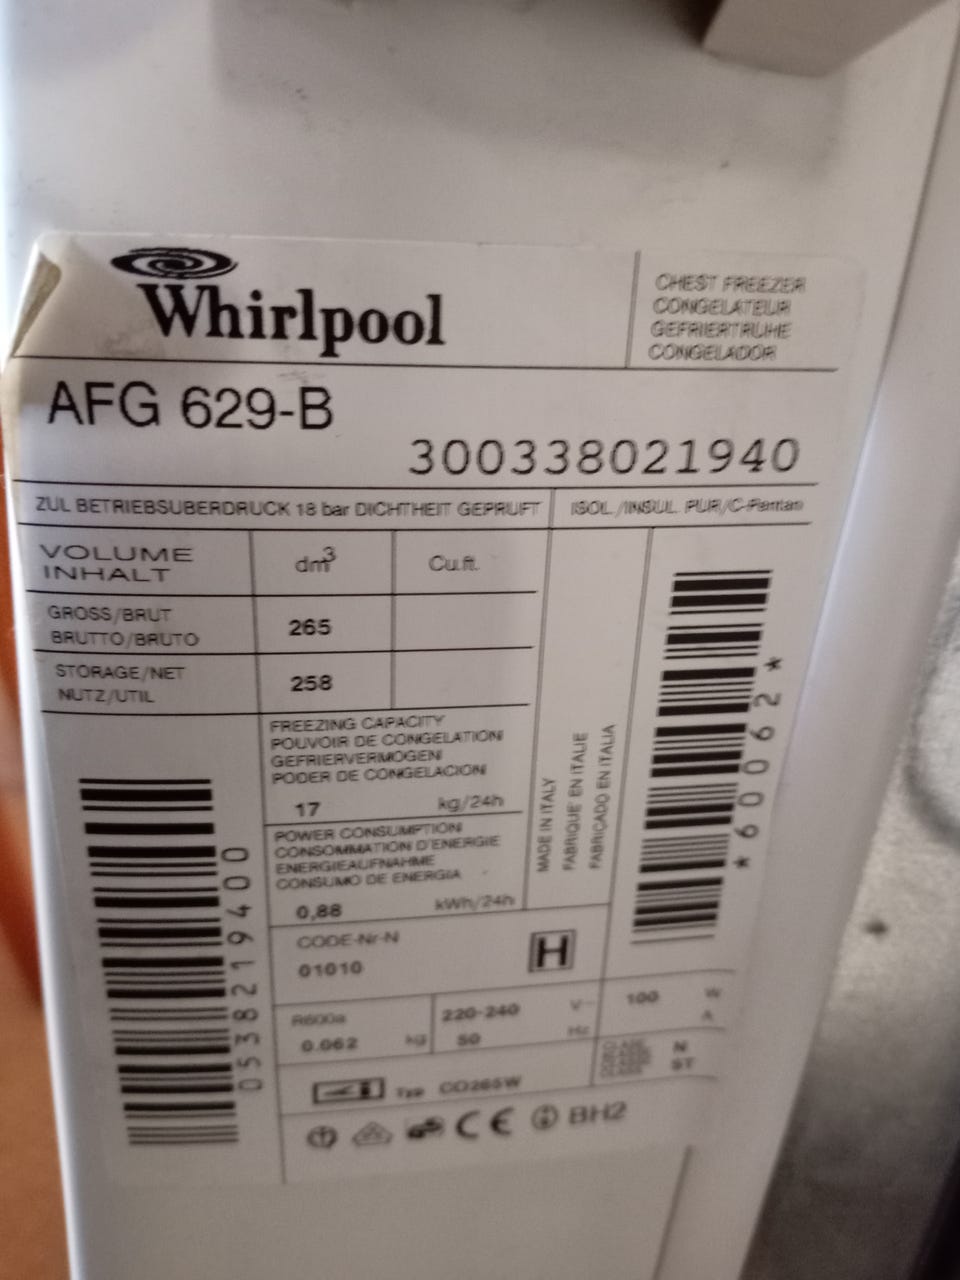 Whirlpool
CHEST FREEZER
CONGELATEUR
GEFRIERTRUHE
CONGELADOR
AFG 629-B
300338021940
ZUL BETRIEBSUBERDRUCK 18 bar DICHTHEIT GEPRUFT
ISOL./INSUL. PUR/C-Pentan
VOLUME
INHALT
dm³
Cu.ft.
GROSS/BRUT
BRUTTO/BRUTO
265
STORAGE/NET
NUTZ/UTIL
258
FREEZING CAPACITY
POUVOIR DE CONGELATION
GEFRIERVERMOGEN
PODER DE CONGELACION
17 kg/24h
POWER CONSUMPTION
CONSOMMATION D'ENERGIE
ENERGIEAUFNAHME
CONSUMO DE ENERGIA
0,88 kWh/24h
MADE IN ITALY
FABRIQUE' EN ITALIE
FABRICADO EN ITALIA
*60062*
0538219400
CODE-Nr-N
01010
H
R600a
0.062 kg
220-240 V~
50 Hz
100 W
A
N
ST
Typ CO265W
CE BH2